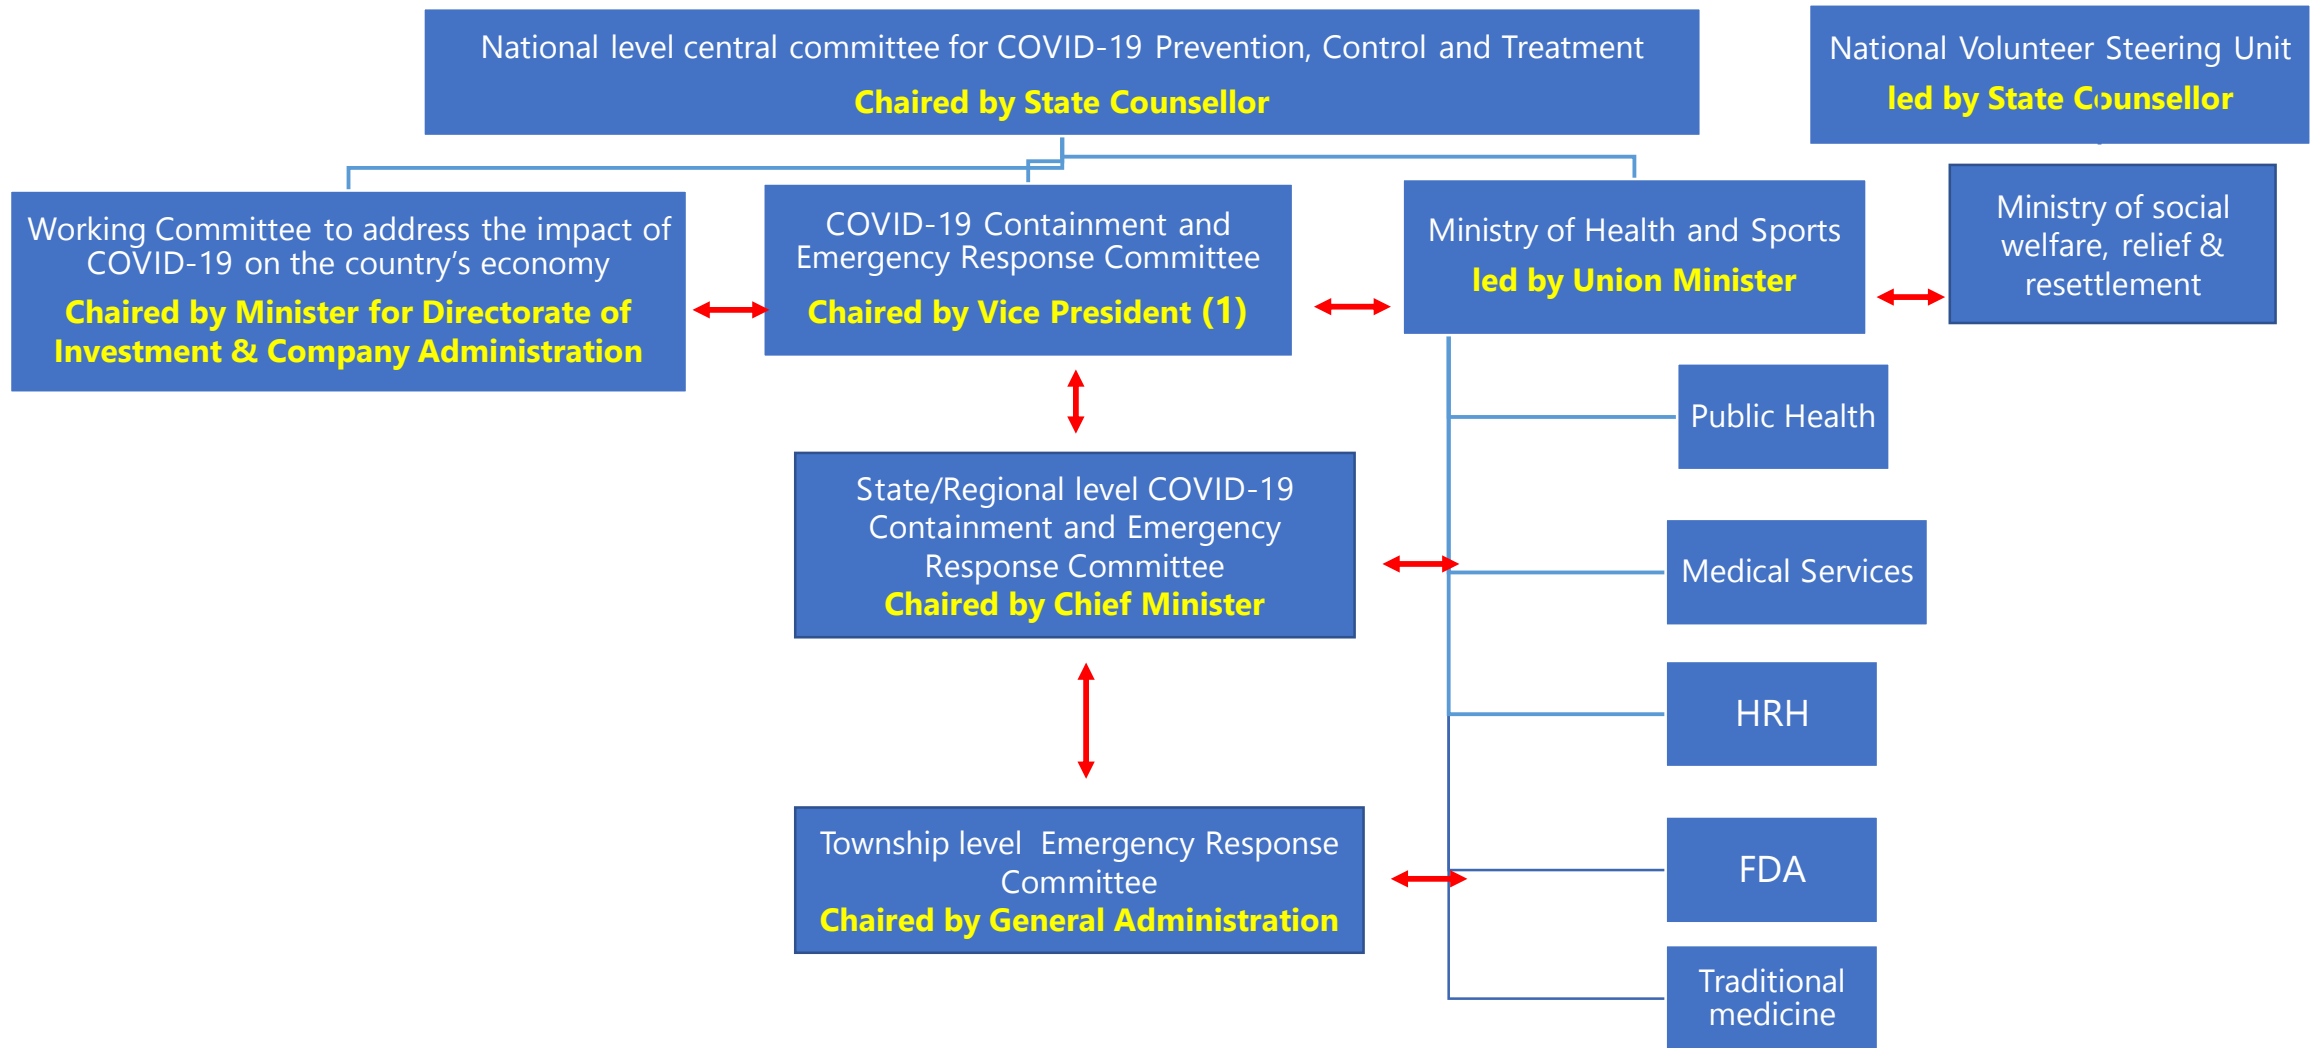 National level central committee for COVID-19 Prevention, Control and Treatment
Chaired by State Counsellor
National Volunteer Steering Unit
led by State Counsellor
Working Committee to address the impact of
COVID-19 on the country’s economy
Chaired by Minister for Directorate of
Investment & Company Administration
COVID-19 Containment and
Emergency Response Committee
Chaired by Vice President (1)
Ministry of Health and Sports
led by Union Minister
Ministry of social
welfare, relief &
resettlement
Public Health
State/Regional level COVID-19
Containment and Emergency
Response Committee
Chaired by Chief Minister
Medical Services
HRH
Township level  Emergency Response
Committee
Chaired by General Administration
FDA
Traditional
medicine